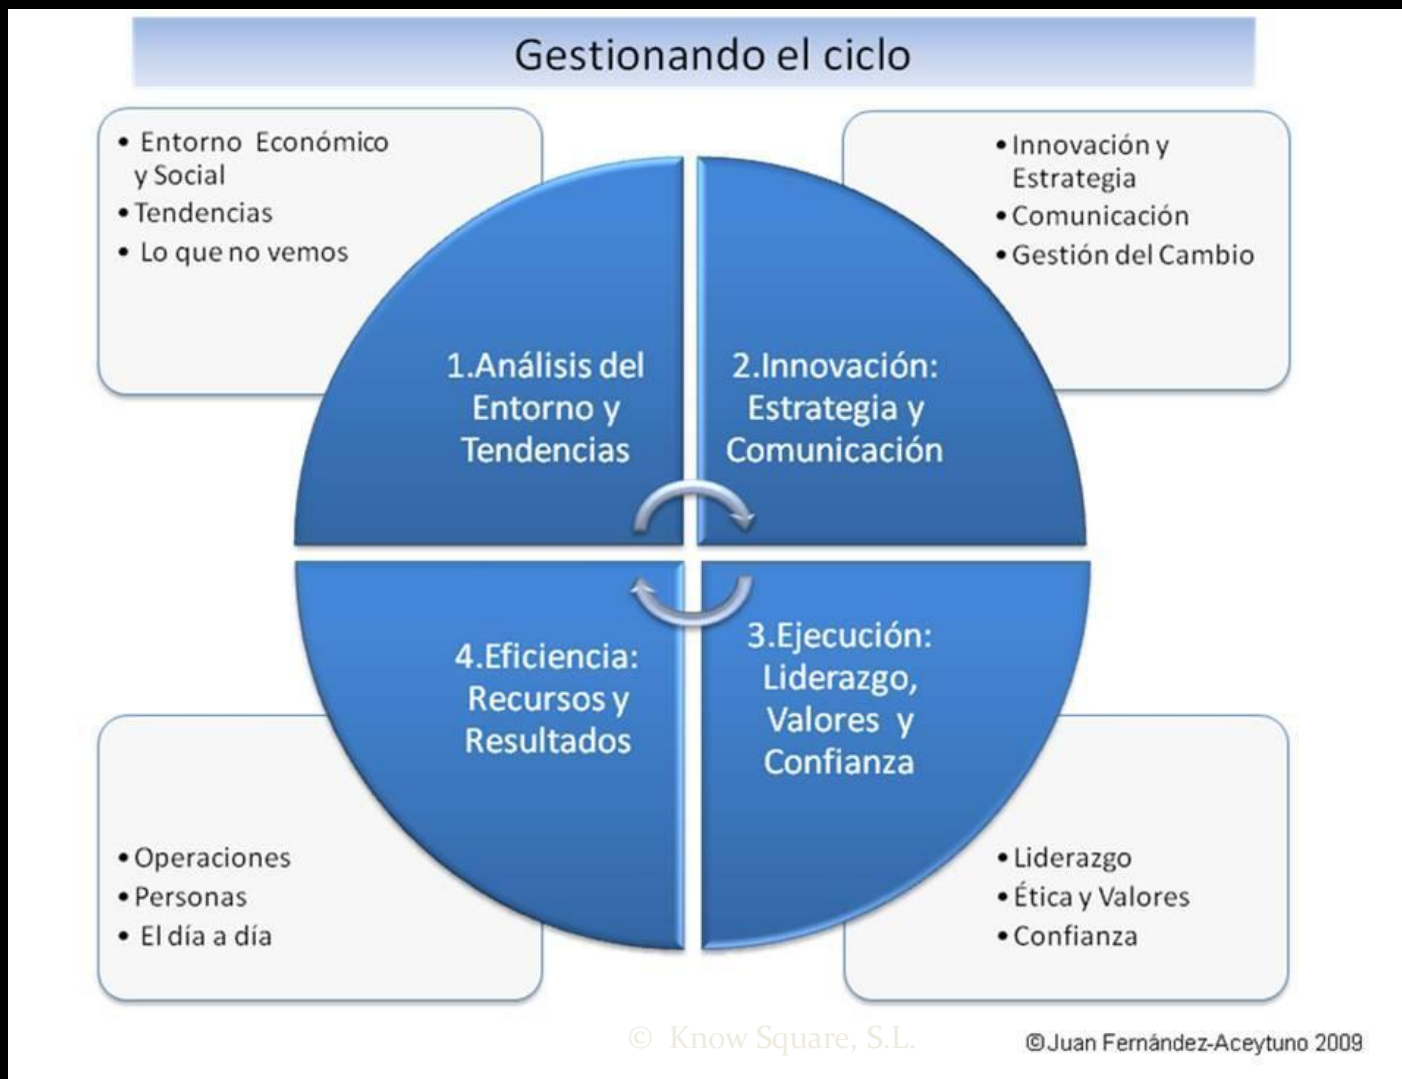 Gestionando el ciclo
• Entorno Económico
y Social
• Tendencias
• Lo que no vemos
• Innovación y
Estrategia
• Comunicación
• Gestión del Cambio
1.Análisis del
Entorno y
Tendencias
2.Innovación:
Estrategia y
Comunicación
4.Eficiencia:
Recursos y
Resultados
3.Ejecución:
Liderazgo,
Valores y
Confianza
• Operaciones
• Personas
• El día a día
• Liderazgo
• Ética y Valores
• Confianza
© Know Square, S.L.
©Juan Fernández-Aceytuno 2009